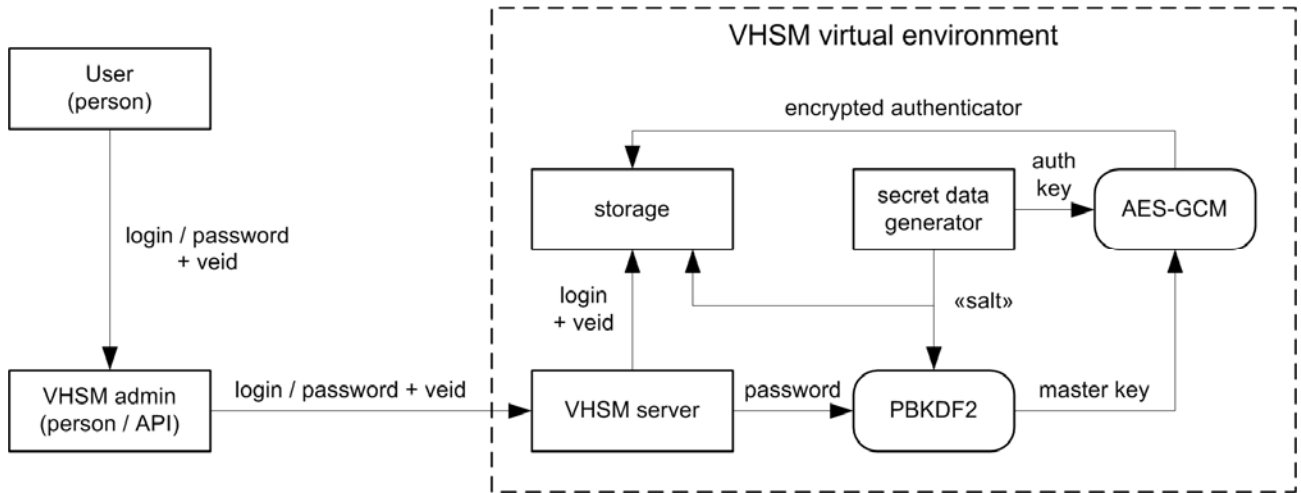 VHSM virtual environment
User
(person)
encrypted authenticator
auth
key
storage
secret data
generator
AES-GCM
login / password
+ veid
login
+ veid
«salt»
VHSM admin
(person / API)
login / password + veid
VHSM server
password
PBKDF2
master key